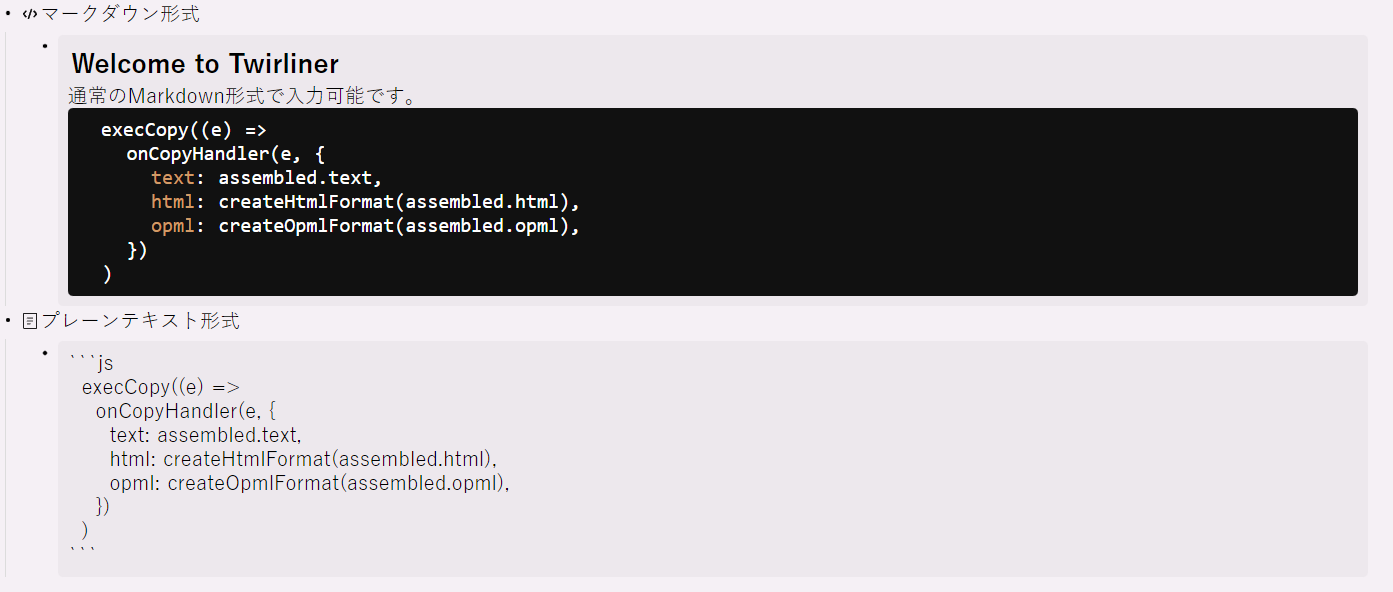 マークダウン形式
Welcome to Twirliner
通常のMarkdown形式で入力可能です。
execCopy((e) =>
  onCopyHandler(e, {
    text: assembled.text,
    html: createHtmlFormat(assembled.html),
    opml: createOpmlFormat(assembled.opml),
  })
)
プレーンテキスト形式
```js
  execCopy((e) =>
    onCopyHandler(e, {
      text: assembled.text,
      html: createHtmlFormat(assembled.html),
      opml: createOpmlFormat(assembled.opml),
    })
  )
```